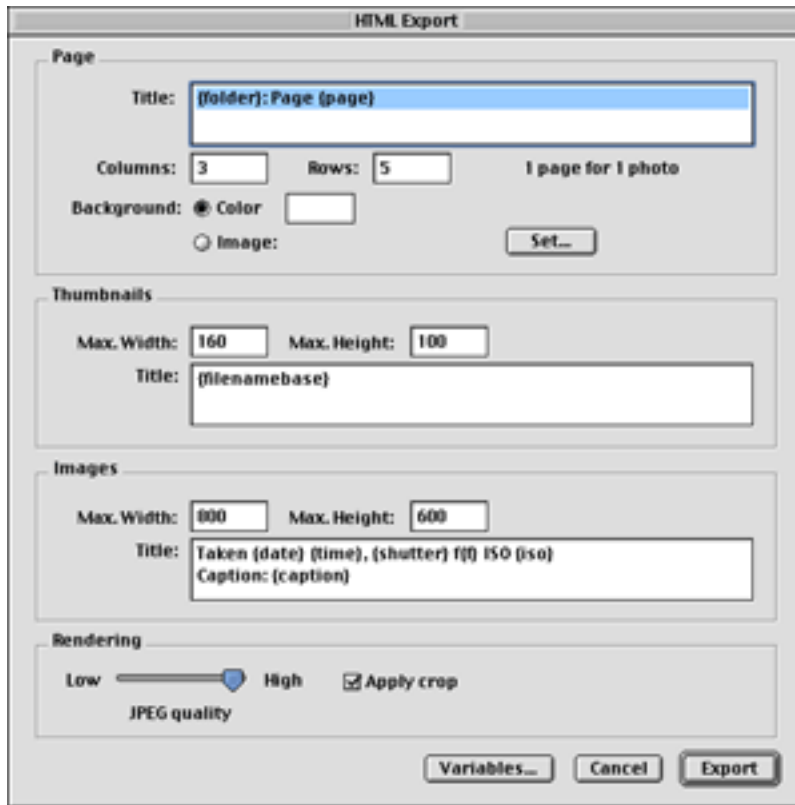 HTML Export
Page
Title: {folder}: Page {page}
Columns: 3 Rows: 5 1 page for 1 photo
Background: Color
Image: Set...
Thumbnails
Max. Width: 160 Max. Height: 100
Title: {filenamebase}
Images
Max. Width: 800 Max. Height: 600
Title: Taken {date} {time}, {shutter} f{f} ISO {iso}
Caption: {caption}
Rendering
Low High Apply crop
JPEG quality
Variables... Cancel Export